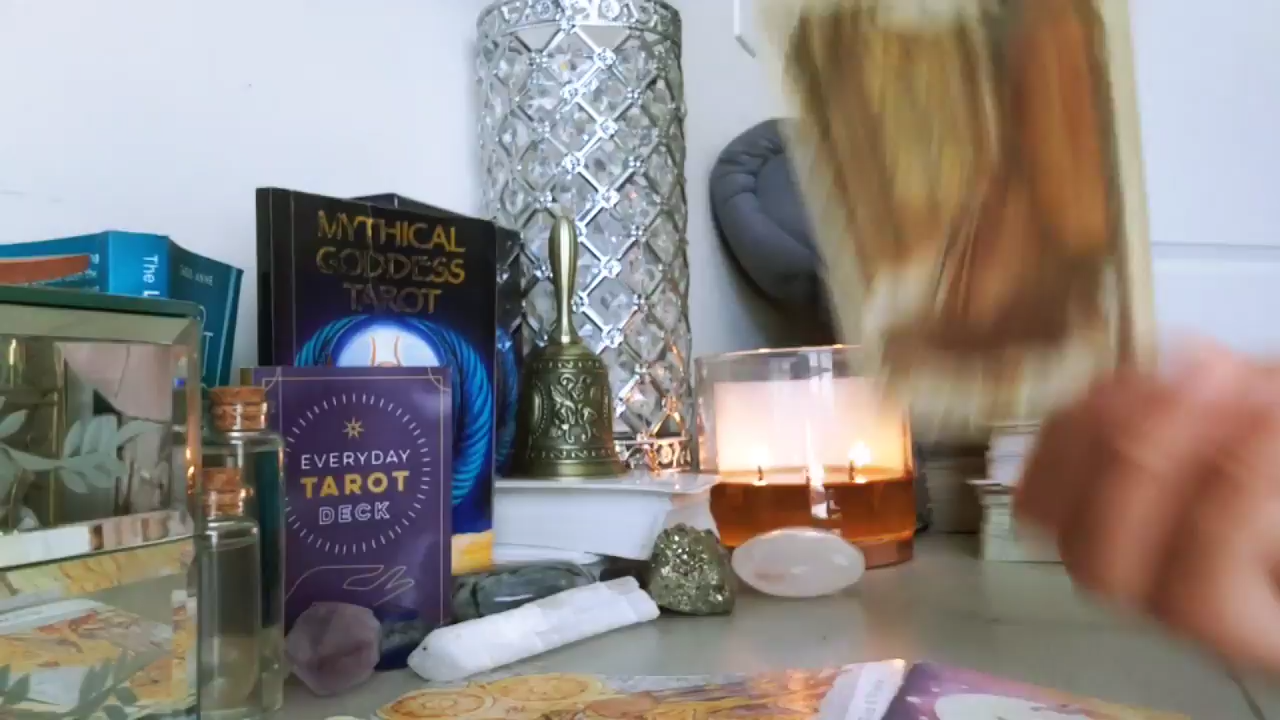 The L
MYTHICAL
GODDESS
TAROT
EVERYDAY
TAROT
DECK